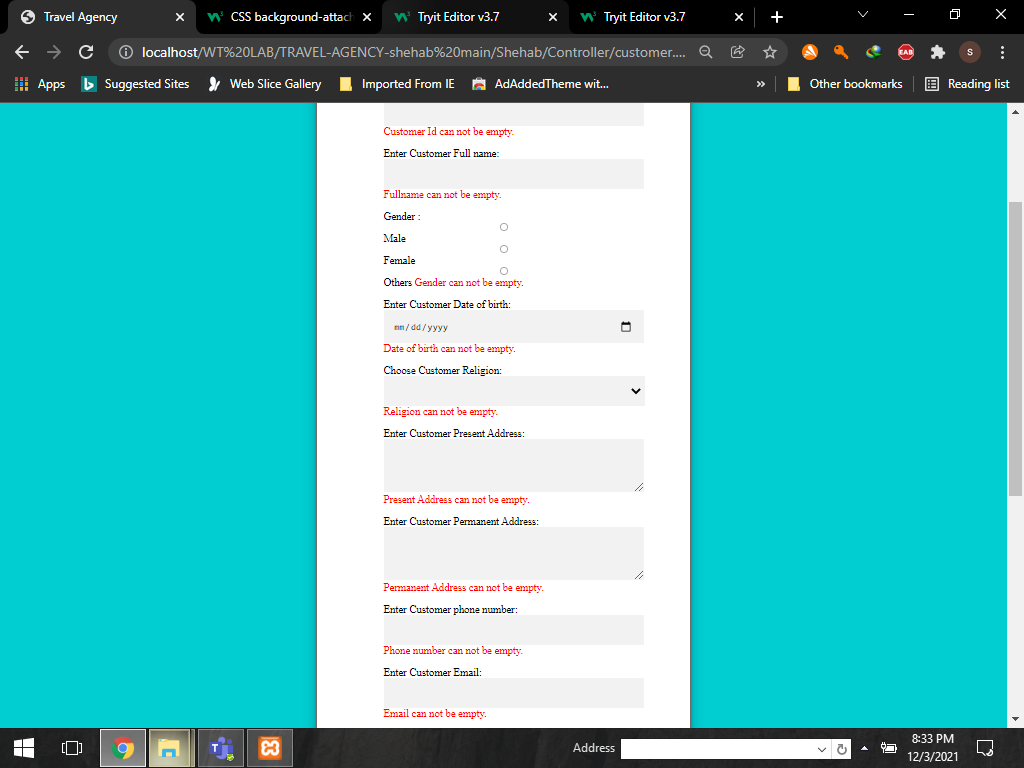 Travel Agency
CSS background-attach
Tryit Editor v3.7
Tryit Editor v3.7
localhost/WT%20LAB/TRAVEL-AGENCY-shehab%20main/Shehab/Controller/customer....
EAB
S
Apps
Suggested Sites
Web Slice Gallery
Imported From IE
AdAddedTheme wit...
»
Other bookmarks
Reading list
Customer Id can not be empty.
Enter Customer Full name:
Fullname can not be empty.
Gender :
Male
Female
Others Gender can not be empty.
Enter Customer Date of birth:
mm/dd/yyyy
Date of birth can not be empty.
Choose Customer Religion:
Religion can not be empty.
Enter Customer Present Address:
Present Address can not be empty.
Enter Customer Permanent Address:
Permanent Address can not be empty.
Enter Customer phone number:
Phone number can not be empty.
Enter Customer Email:
Email can not be empty.
Address
8:33 PM
12/3/2021